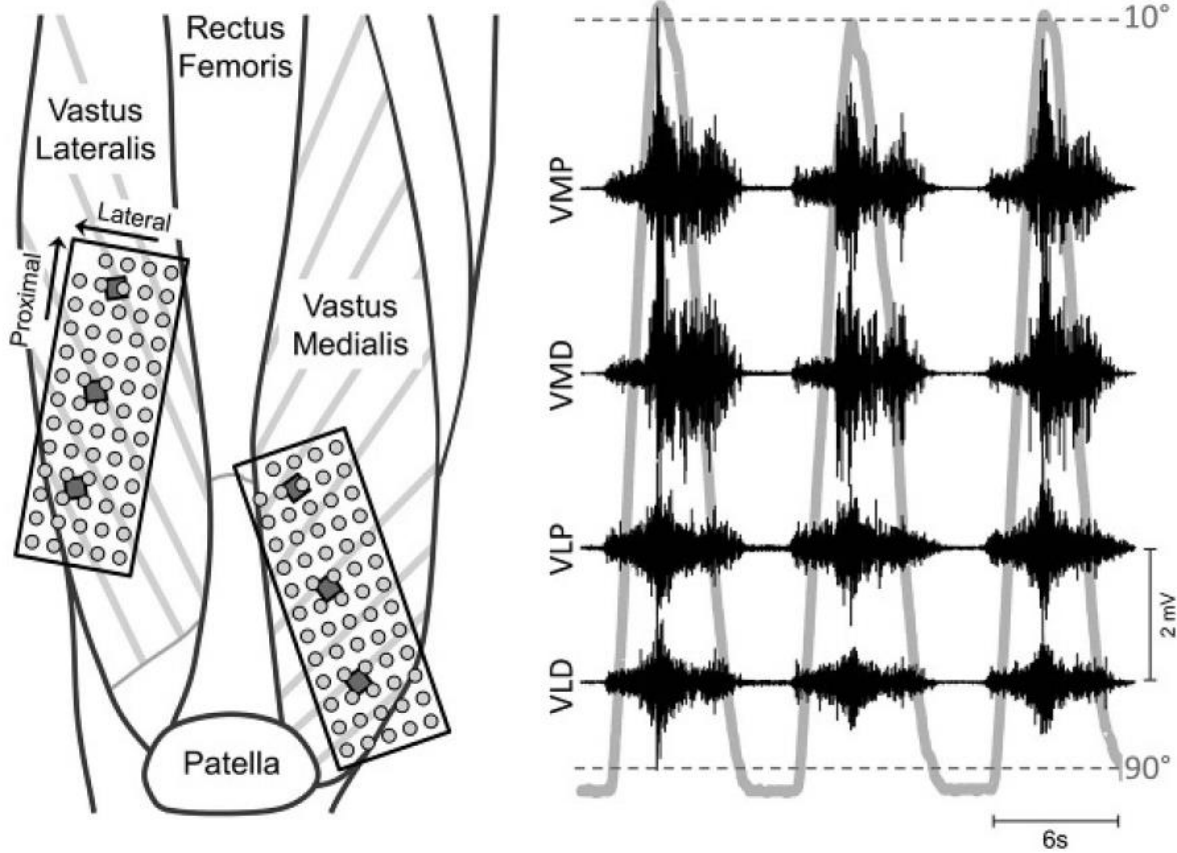 Rectus
Femoris
Vastus
Lateralis
Lateral
Proximal
Vastus
Medialis
Patella
10°
VMP
VMD
VLP
2 mV
VLD
90°
6s